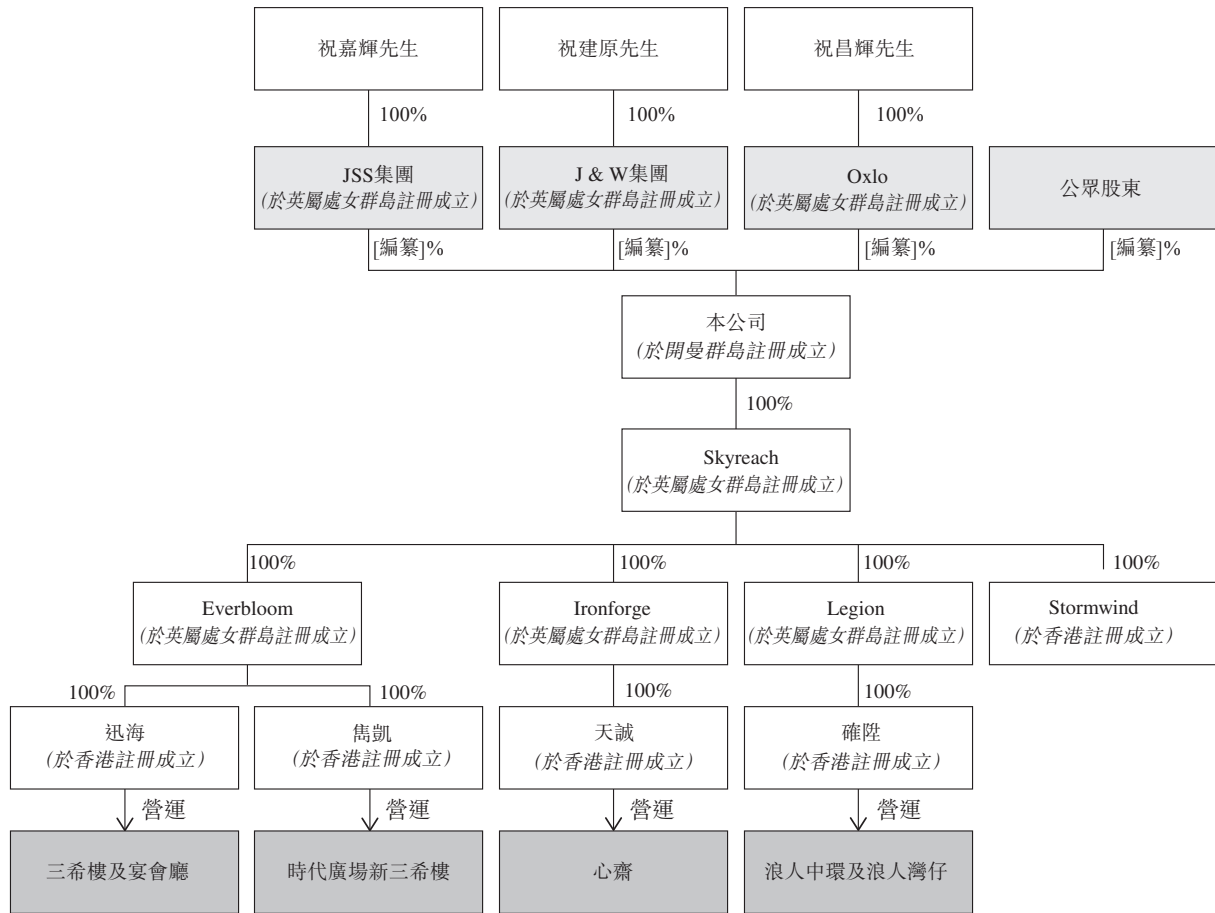 祝嘉輝先生
祝建原先生
祝昌輝先生
100%
100%
100%
JSS集團
(於英屬處女群島註冊成立)
J & W集團
(於英屬處女群島註冊成立)
Oxlo
(於英屬處女群島註冊成立)
公眾股東
[編纂]%
[編纂]%
[編纂]%
[編纂]%
本公司
(於開曼群島註冊成立)
100%
Skyreach
(於英屬處女群島註冊成立)
100%
100%
100%
100%
Everbloom
(於英屬處女群島註冊成立)
Ironforge
(於英屬處女群島註冊成立)
Legion
(於英屬處女群島註冊成立)
Stormwind
(於香港註冊成立)
100%
100%
100%
100%
迅海
(於香港註冊成立)
雋凱
(於香港註冊成立)
天誠
(於香港註冊成立)
確陞
(於香港註冊成立)
營運
營運
營運
營運
三希樓及宴會廳
時代廣場新三希樓
心齋
浪人中環及浪人灣仔